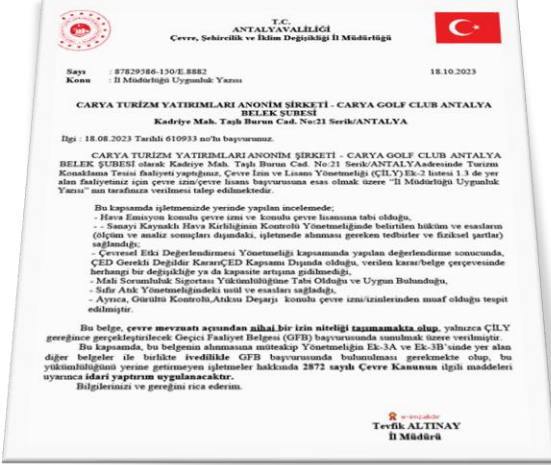 T.C.
ANTALYAVALİLİĞİ
Çevre, Şehircilik ve İklim Değişikliği İl Müdürlüğü
Sayı : 87829586-150/E.8882 18.10.2023
Konu : İl Müdürlüğü Uygunluk Yazısı
CARYA TURİZM YATIRIMLARI ANONİM ŞİRKETİ - CARYA GOLF CLUB ANTALYA
BELEK ŞUBESİ
Kadriye Mah. Taşlı Burun Cad. No:21 Serik/ANTALYA
İlgi : 18.08.2023 Tarihli 610933 no'lu başvurunuz.
CARYA TURİZM YATIRIMLARI ANONİM ŞİRKETİ - CARYA GOLF CLUB ANTALYA
BELEK ŞUBESİ olarak Kadriye Mah. Taşlı Burun Cad. No:21 Serik/ANTALYAadresinde Turizm
Konaklama Tesisi faaliyeti yaptığınız, Çevre İzin ve Lisans Yönetmeliği (ÇİLY) Ek-2 listesi 1.3 de yer
alan faaliyetiniz için çevre izin/çevre lisans başvurusuna esas olmak üzere "İl Müdürlüğü Uygunluk
Yazısı" nın tarafınıza verilmesi talep edilmektedir.
Bu kapsamda işletmenizde yerinde yapılan incelemede;
- Hava Emisyon konulu çevre izni ve konulu çevre lisansına tabi olduğu,
- - Sanayi Kaynaklı Hava Kirliliğinin Kontrolü Yönetmeliğinde belirtilen hüküm ve esasların
(ölçüm ve analiz sonuçları dışındaki, işletmede alınması gereken tedbirler ve fiziksel şartlar)
sağlandığı;
- Çevresel Etki Değerlendirmesi Yönetmeliği kapsamında yapılan değerlendirme sonucunda,
ÇED Gerekli Değildir KararıÇED Kapsamı Dışında olduğu, verilen karar/belge çerçevesinde
herhangi bir değişikliğe ya da kapasite artışına gidilmediği,
- Mali Sorumluluk Sigortası Yükümlülüğüne Tabi Olduğu ve Uygun Bulunduğu,
- Sıfır Atık Yönetmeliğindeki usül ve esasları sağladığı,
- Ayrıca, Gürültü Kontrolü,Atıksu Deşarjı konulu çevre izni/izinlerinden muaf olduğu tespit
edilmiştir.
Bu belge, çevre mevzuatı açısından nihai bir izin niteliği taşımamakta olup, yalnızca ÇİLY
gereğince gerçekleştirilecek Geçici Faaliyet Belgesi (GFB) başvurusunda sunulmak üzere verilmiştir.
Bu kapsamda, bu belgenin alınmasına müteakip Yönetmeliğin Ek-3A ve Ek-3B'sinde yer alan
diğer belgeler ile birlikte ivedilikle GFB başvurusunda bulunulması gerekmekte olup, bu
yükümlülüğünü yerine getirmeyen işletmeler hakkında 2872 sayılı Çevre Kanunun ilgili maddeleri
uyarınca idari yaptırım uygulanacaktır.
Bilgilerinizi ve gereğini rica ederim.
e-imzalıdır
Tevfik ALTINAY
İl Müdürü